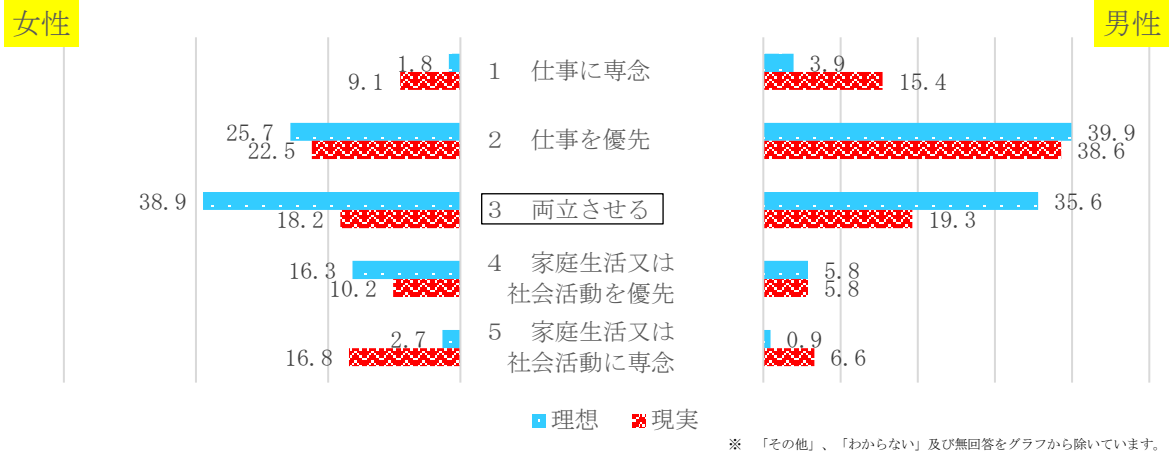 女性
男性
1.8
9.1
1 仕事に専念
3.9
15.4
25.7
22.5
2 仕事を優先
39.9
38.6
38.9
18.2
3 両立させる
35.6
19.3
16.3
10.2
4 家庭生活又は
社会活動を優先
5.8
5.8
2.7
16.8
5 家庭生活又は
社会活動に専念
0.9
6.6
理想 現実
※ 「その他」、「わからない」及び無回答をグラフから除いています。